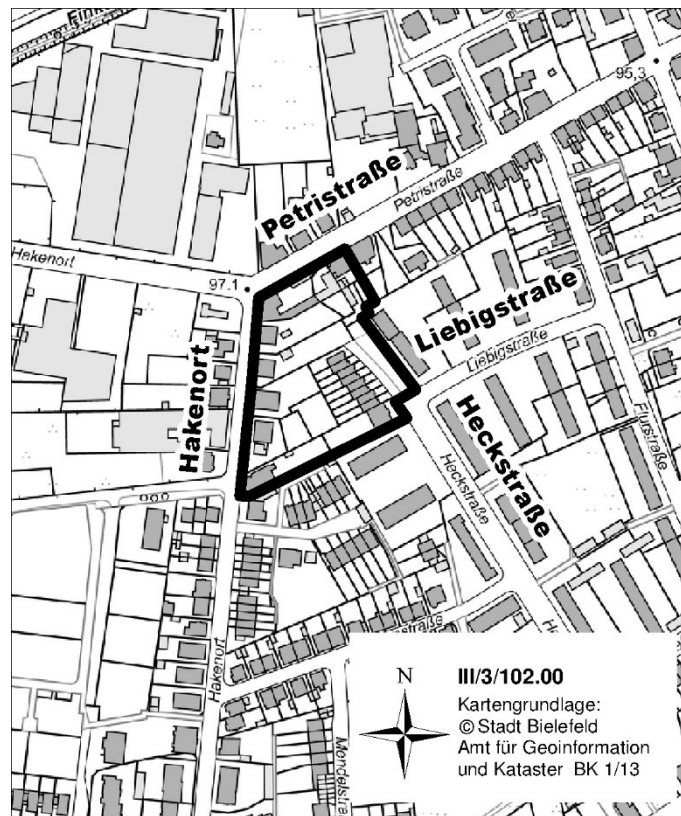 95,3
Petristraße
Petristraße
Hakenort
97.1
Liebigstraße
Liebigstraße
Hakenort
Heckstraße
Heckstraße
Flurstraße
Hakenort
N
III/3/102.00
Kartengrundlage:
© Stadt Bielefeld
Amt für Geoinformation
und Kataster BK 1/13